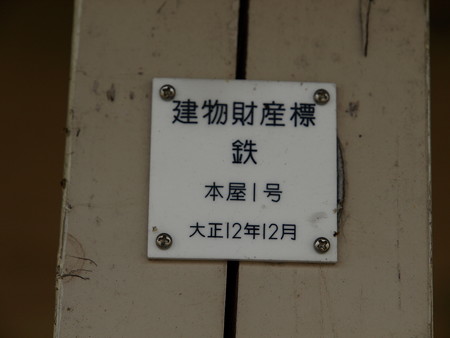 建物財産標
鉄
本屋1号
大正12年12月